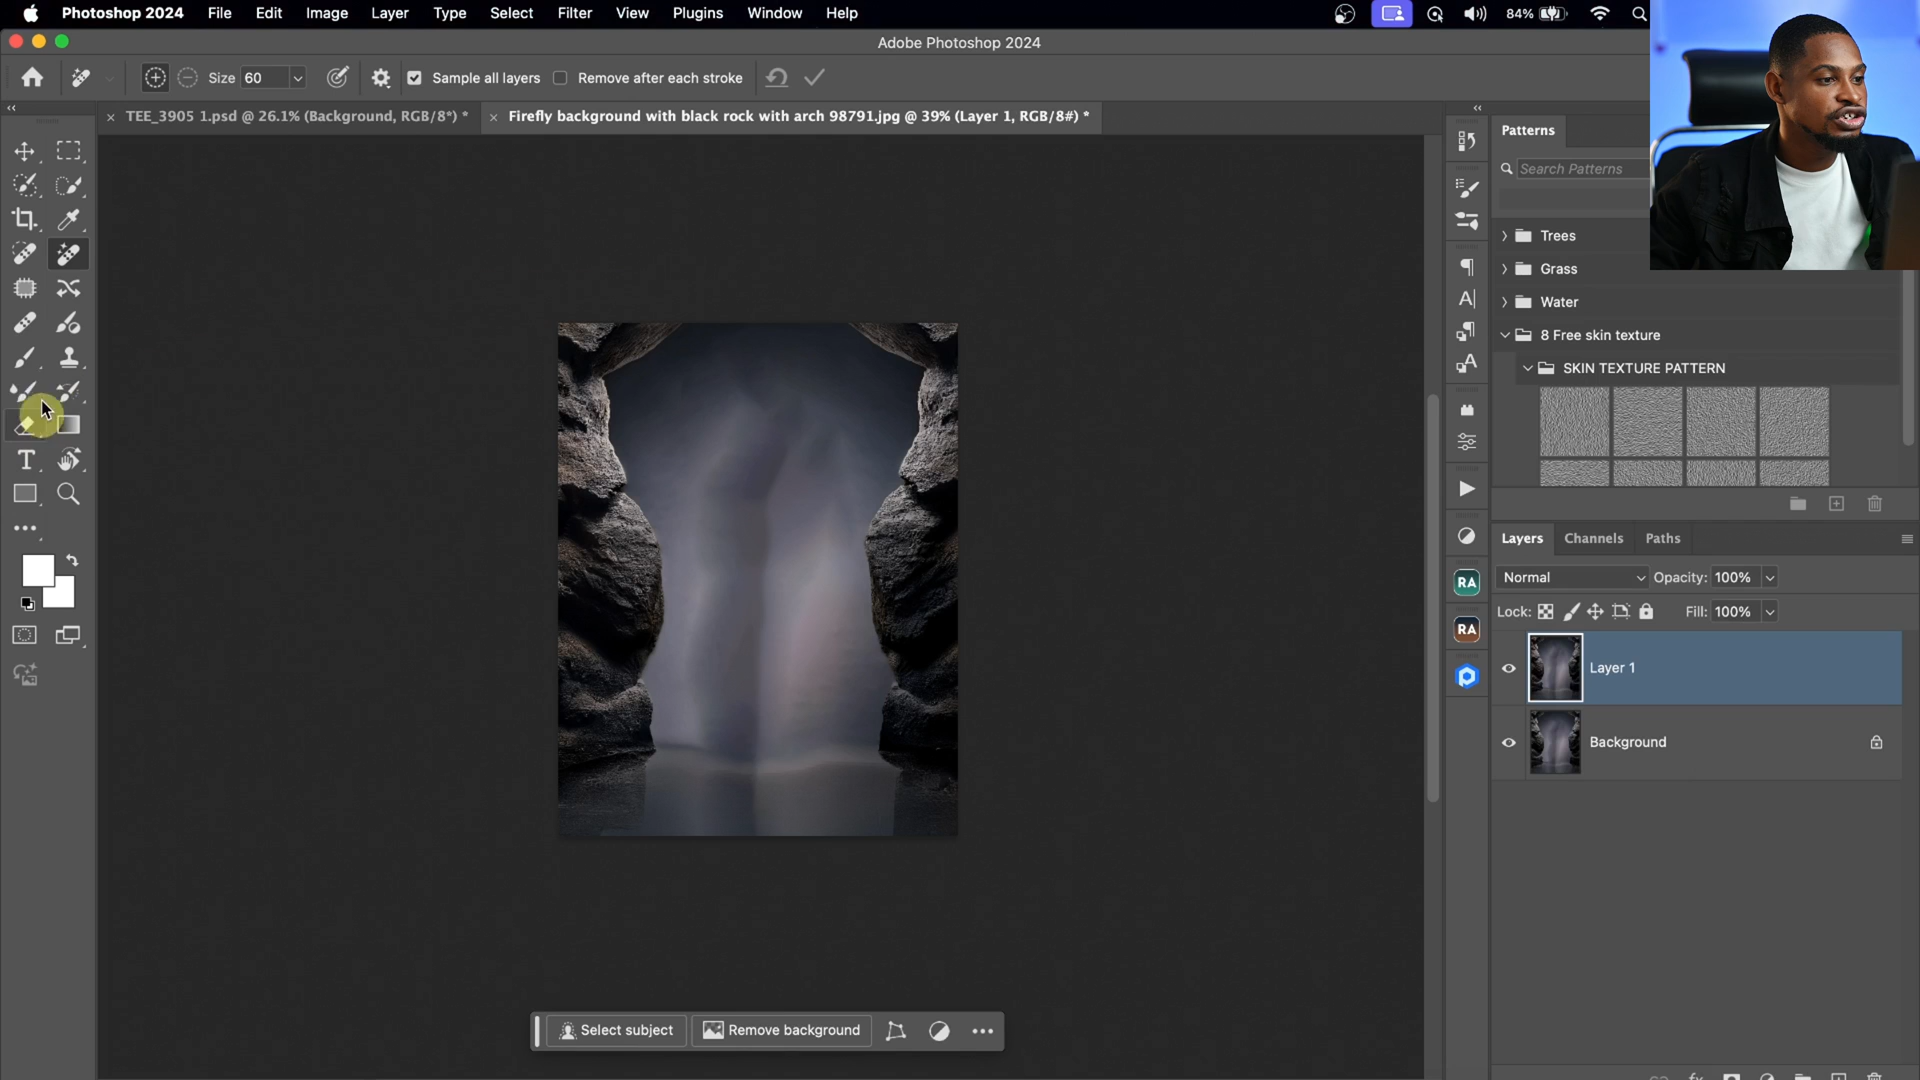 Photoshop 2024 File Edit Image Layer Type Select Filter View Plugins Window Help 84%
Adobe Photoshop 2024
Size 60 Sample all layers Remove after each stroke
× TEE_3905 1.psd @ 26.1% (Background, RGB/8*) * × Firefly background with black rock with arch 98791.jpg @ 39% (Layer 1, RGB/8#) *
Patterns
Search Patterns
Trees
Grass
Water
8 Free skin texture
SKIN TEXTURE PATTERN
Layers Channels Paths
Normal Opacity: 100%
RA
Lock: Fill: 100%
RA
Layer 1
Background
Select subject Remove background